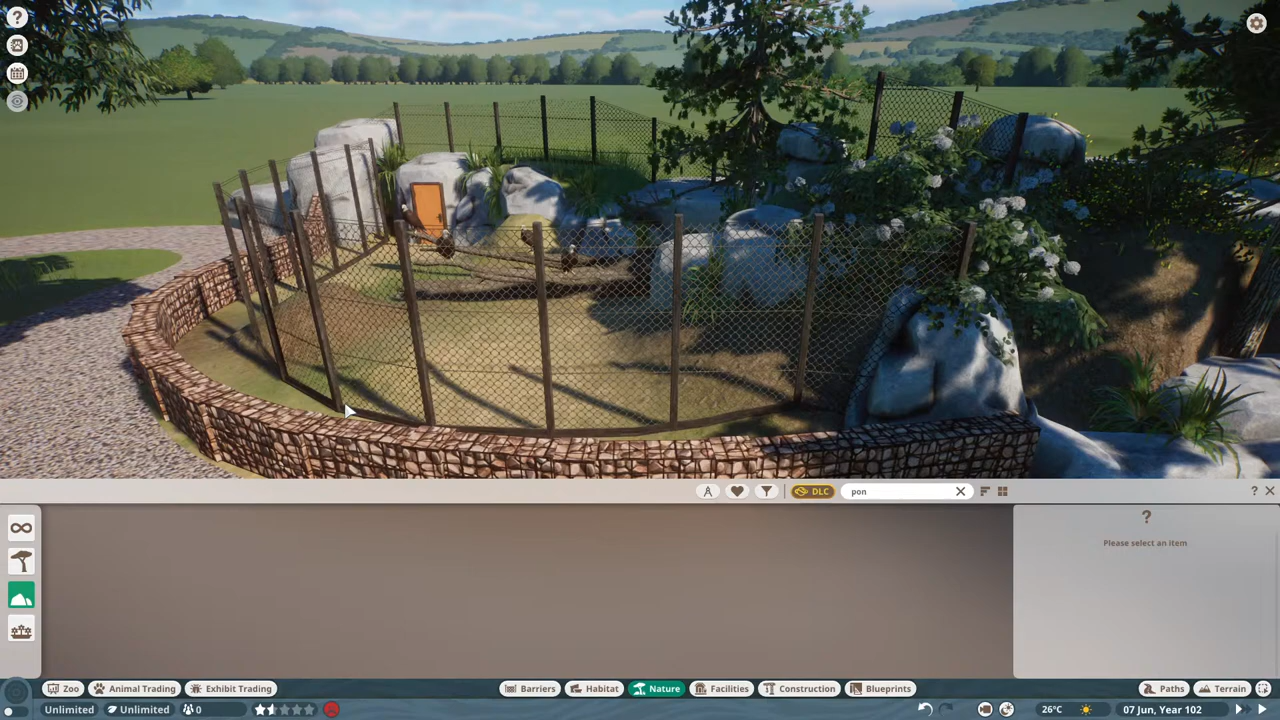 DLC
pon
?
?
Please select an item
Zoo
Animal Trading
Exhibit Trading
Barriers
Habitat
Nature
Facilities
Construction
Blueprints
Paths
Terrain
Unlimited
Unlimited
0
26°C
07 Jun, Year 102